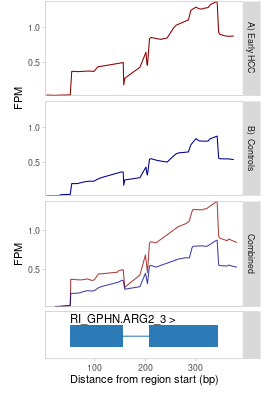 1.0
0.5
A) Early HCC
FPM
1.0
0.5
B) Controls
1.0
0.5
Combined
FPM
RI_GPHN.ARG2_3 >
100 200 300
Distance from region start (bp)